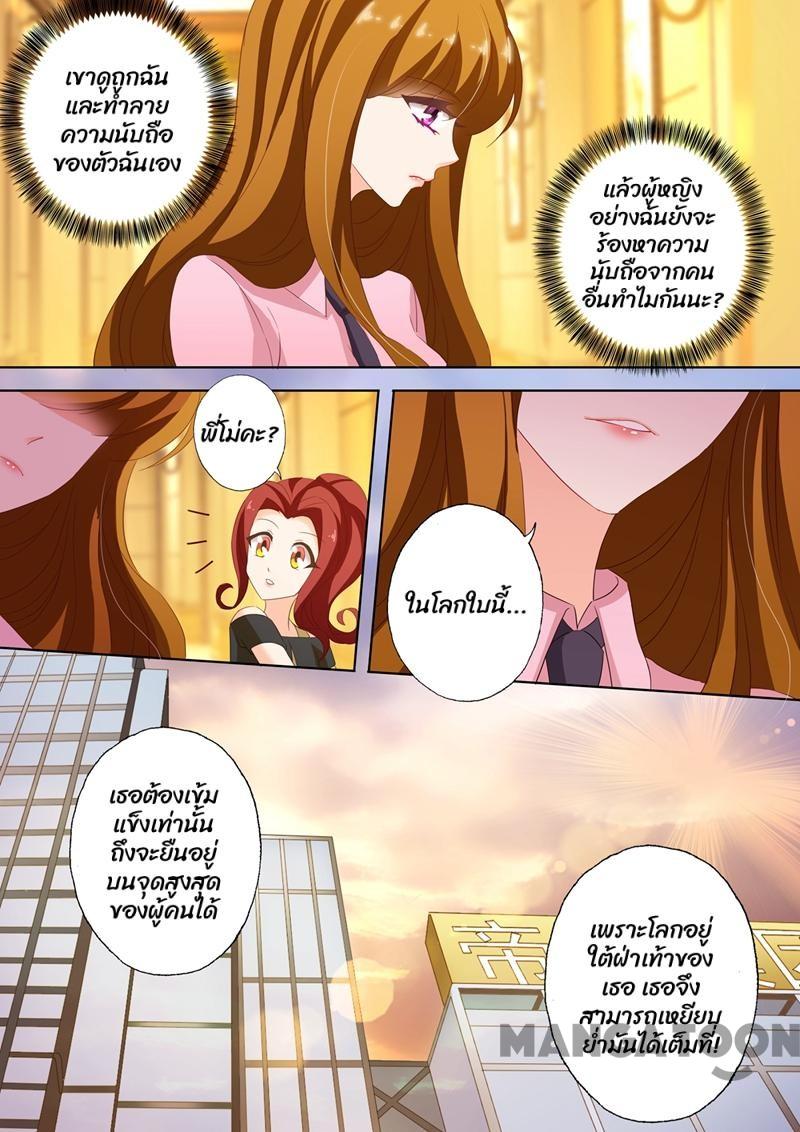 เขาดูถูกฉัน
และทำลาย
ความนับถือ
ของตัวฉันเอง
แล้วผู้หญิง
อย่างฉันยังจะ
ร้องหาความ
นับถือจากคน
อื่นทำไมกันนะ?
พี่โม่คะ?
ในโลกใบนี้...
เธอต้องเข้ม
แข็งเท่านั้น
ถึงจะยืนอยู่
บนจุดสูงสุด
ของผู้คนได้
帝
เพราะโลกอยู่
ใต้ฝ่าเท้าของ
เธอ เธอจึง
สามารถเหยียบ
ย่ำมันได้เต็มที่!
MANGATOON